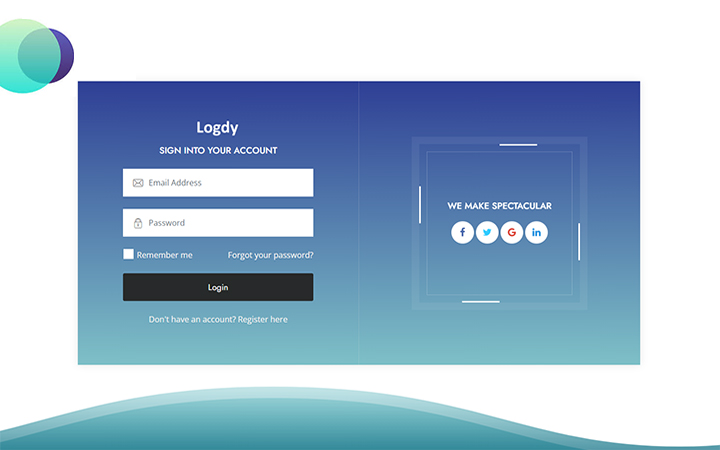 Logdy
SIGN INTO YOUR ACCOUNT
Email Address
Password
Remember me
Forgot your password?
Login
Don't have an account? Register here
WE MAKE SPECTACULAR